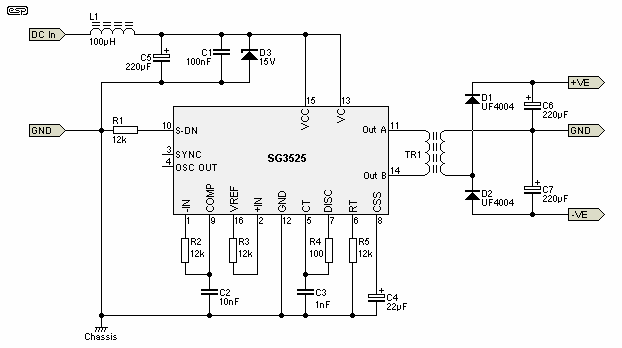 esp
L1
100µH
DC In
C5
220µF
C1
100nF
D3
15V
15
13
VCC
VC
GND
R1
12k
10
S-DN
3
SYNC
4
OSC OUT
SG3525
Out A
11
Out B
14
TR1
D1
UF4004
D2
UF4004
C6
220µF
C7
220µF
+VE
GND
-VE
-IN
COMP
VREF
+IN
GND
CT
DISC
RT
CSS
1
9
16
2
12
5
7
6
8
R2
12k
R3
12k
R4
100
R5
12k
C2
10nF
C3
1nF
C4
22µF
Chassis